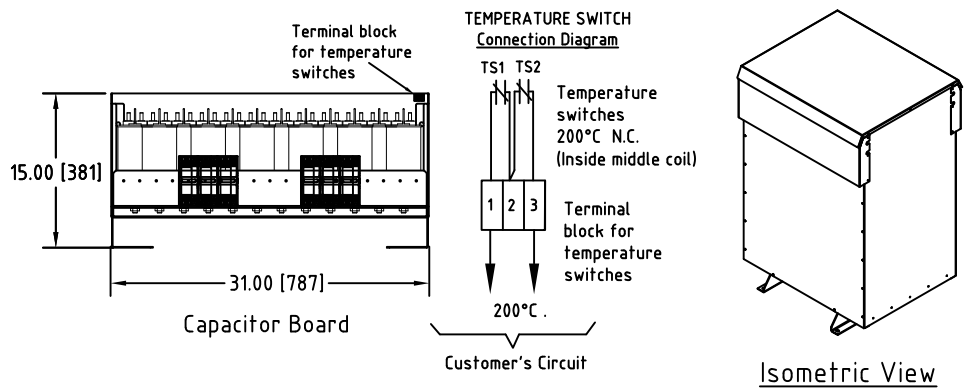 Terminal block
for temperature
switches
15.00 [381]
31.00 [787]
Capacitor Board
TEMPERATURE SWITCH
Connection Diagram
TS1 TS2
Temperature
switches
200°C N.C.
(Inside middle coil)
1 2 3
Terminal
block for
temperature
switches
200°C .
Customer's Circuit
Isometric View